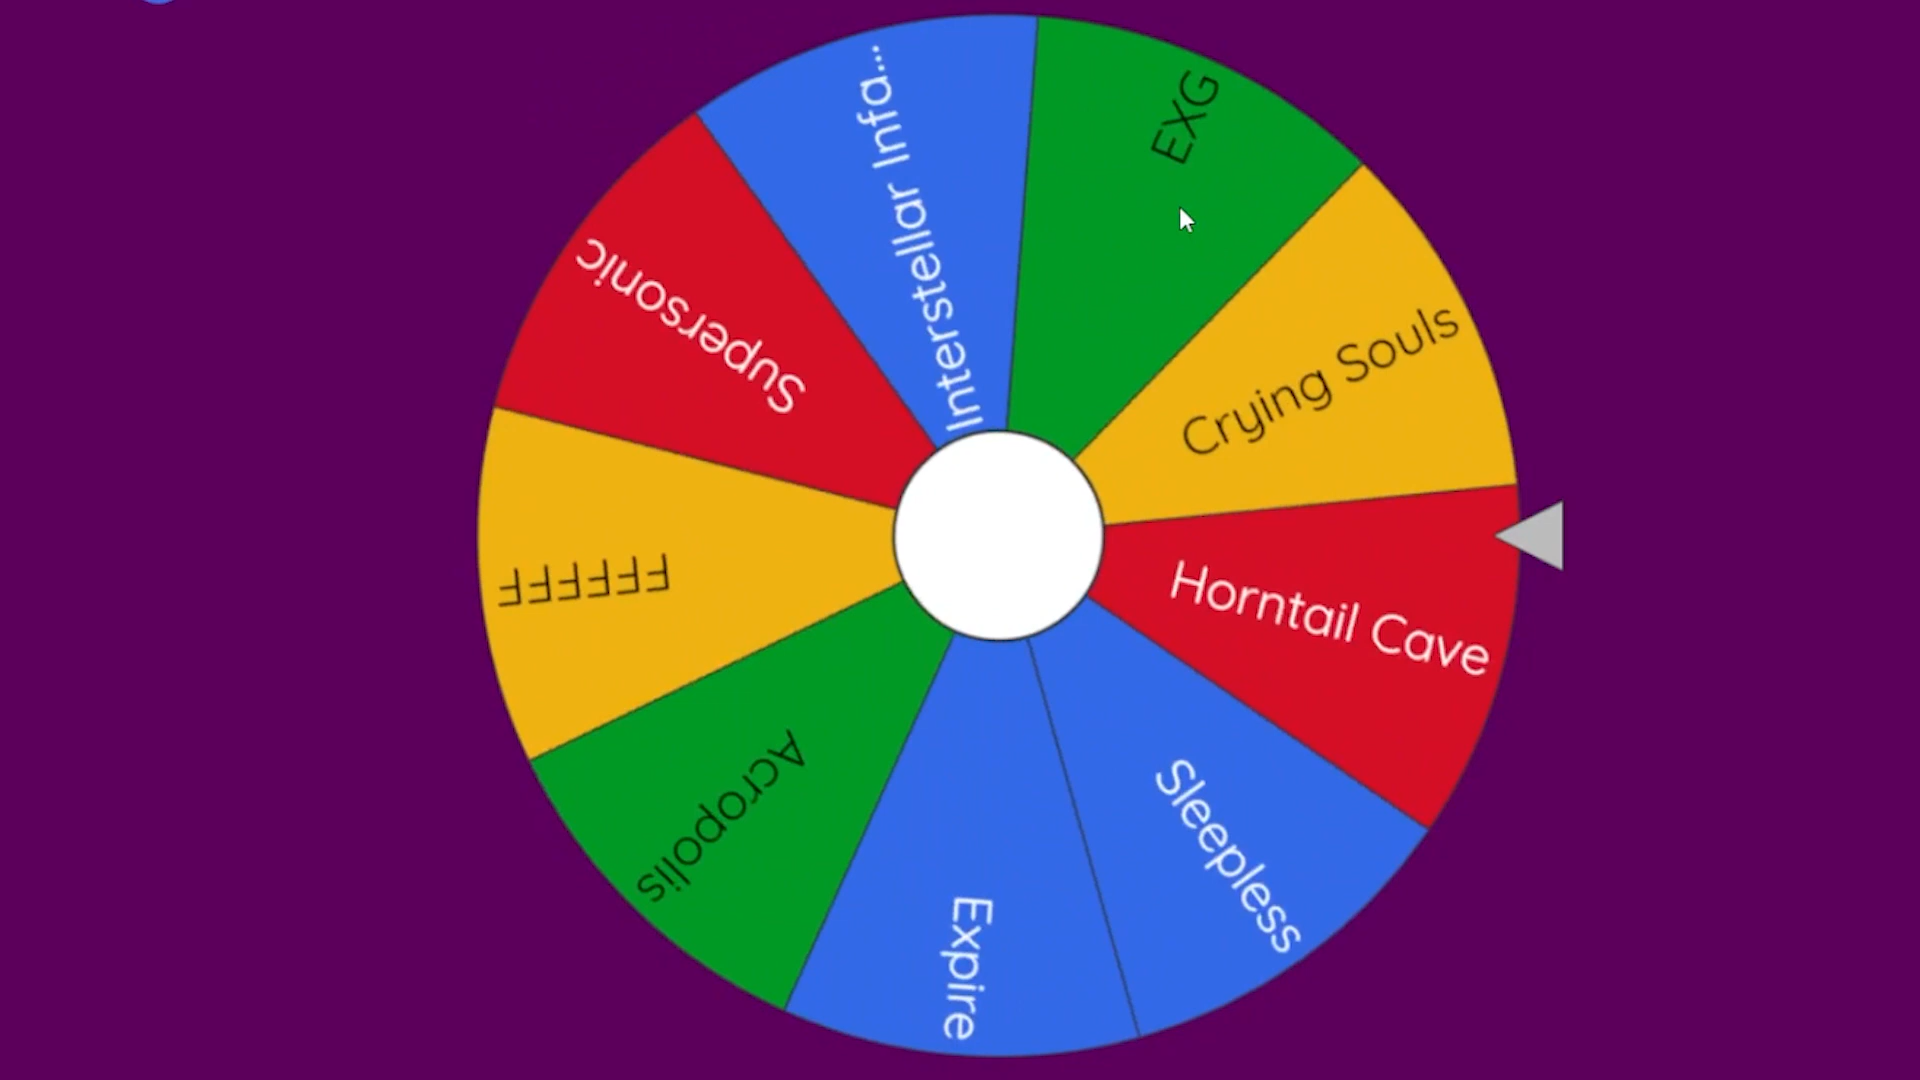 Interstellar Infa...
EXG
Crying Souls
Horntail Cave
Sleepless
Expire
Acropolis
FFFFFF
Supersonic